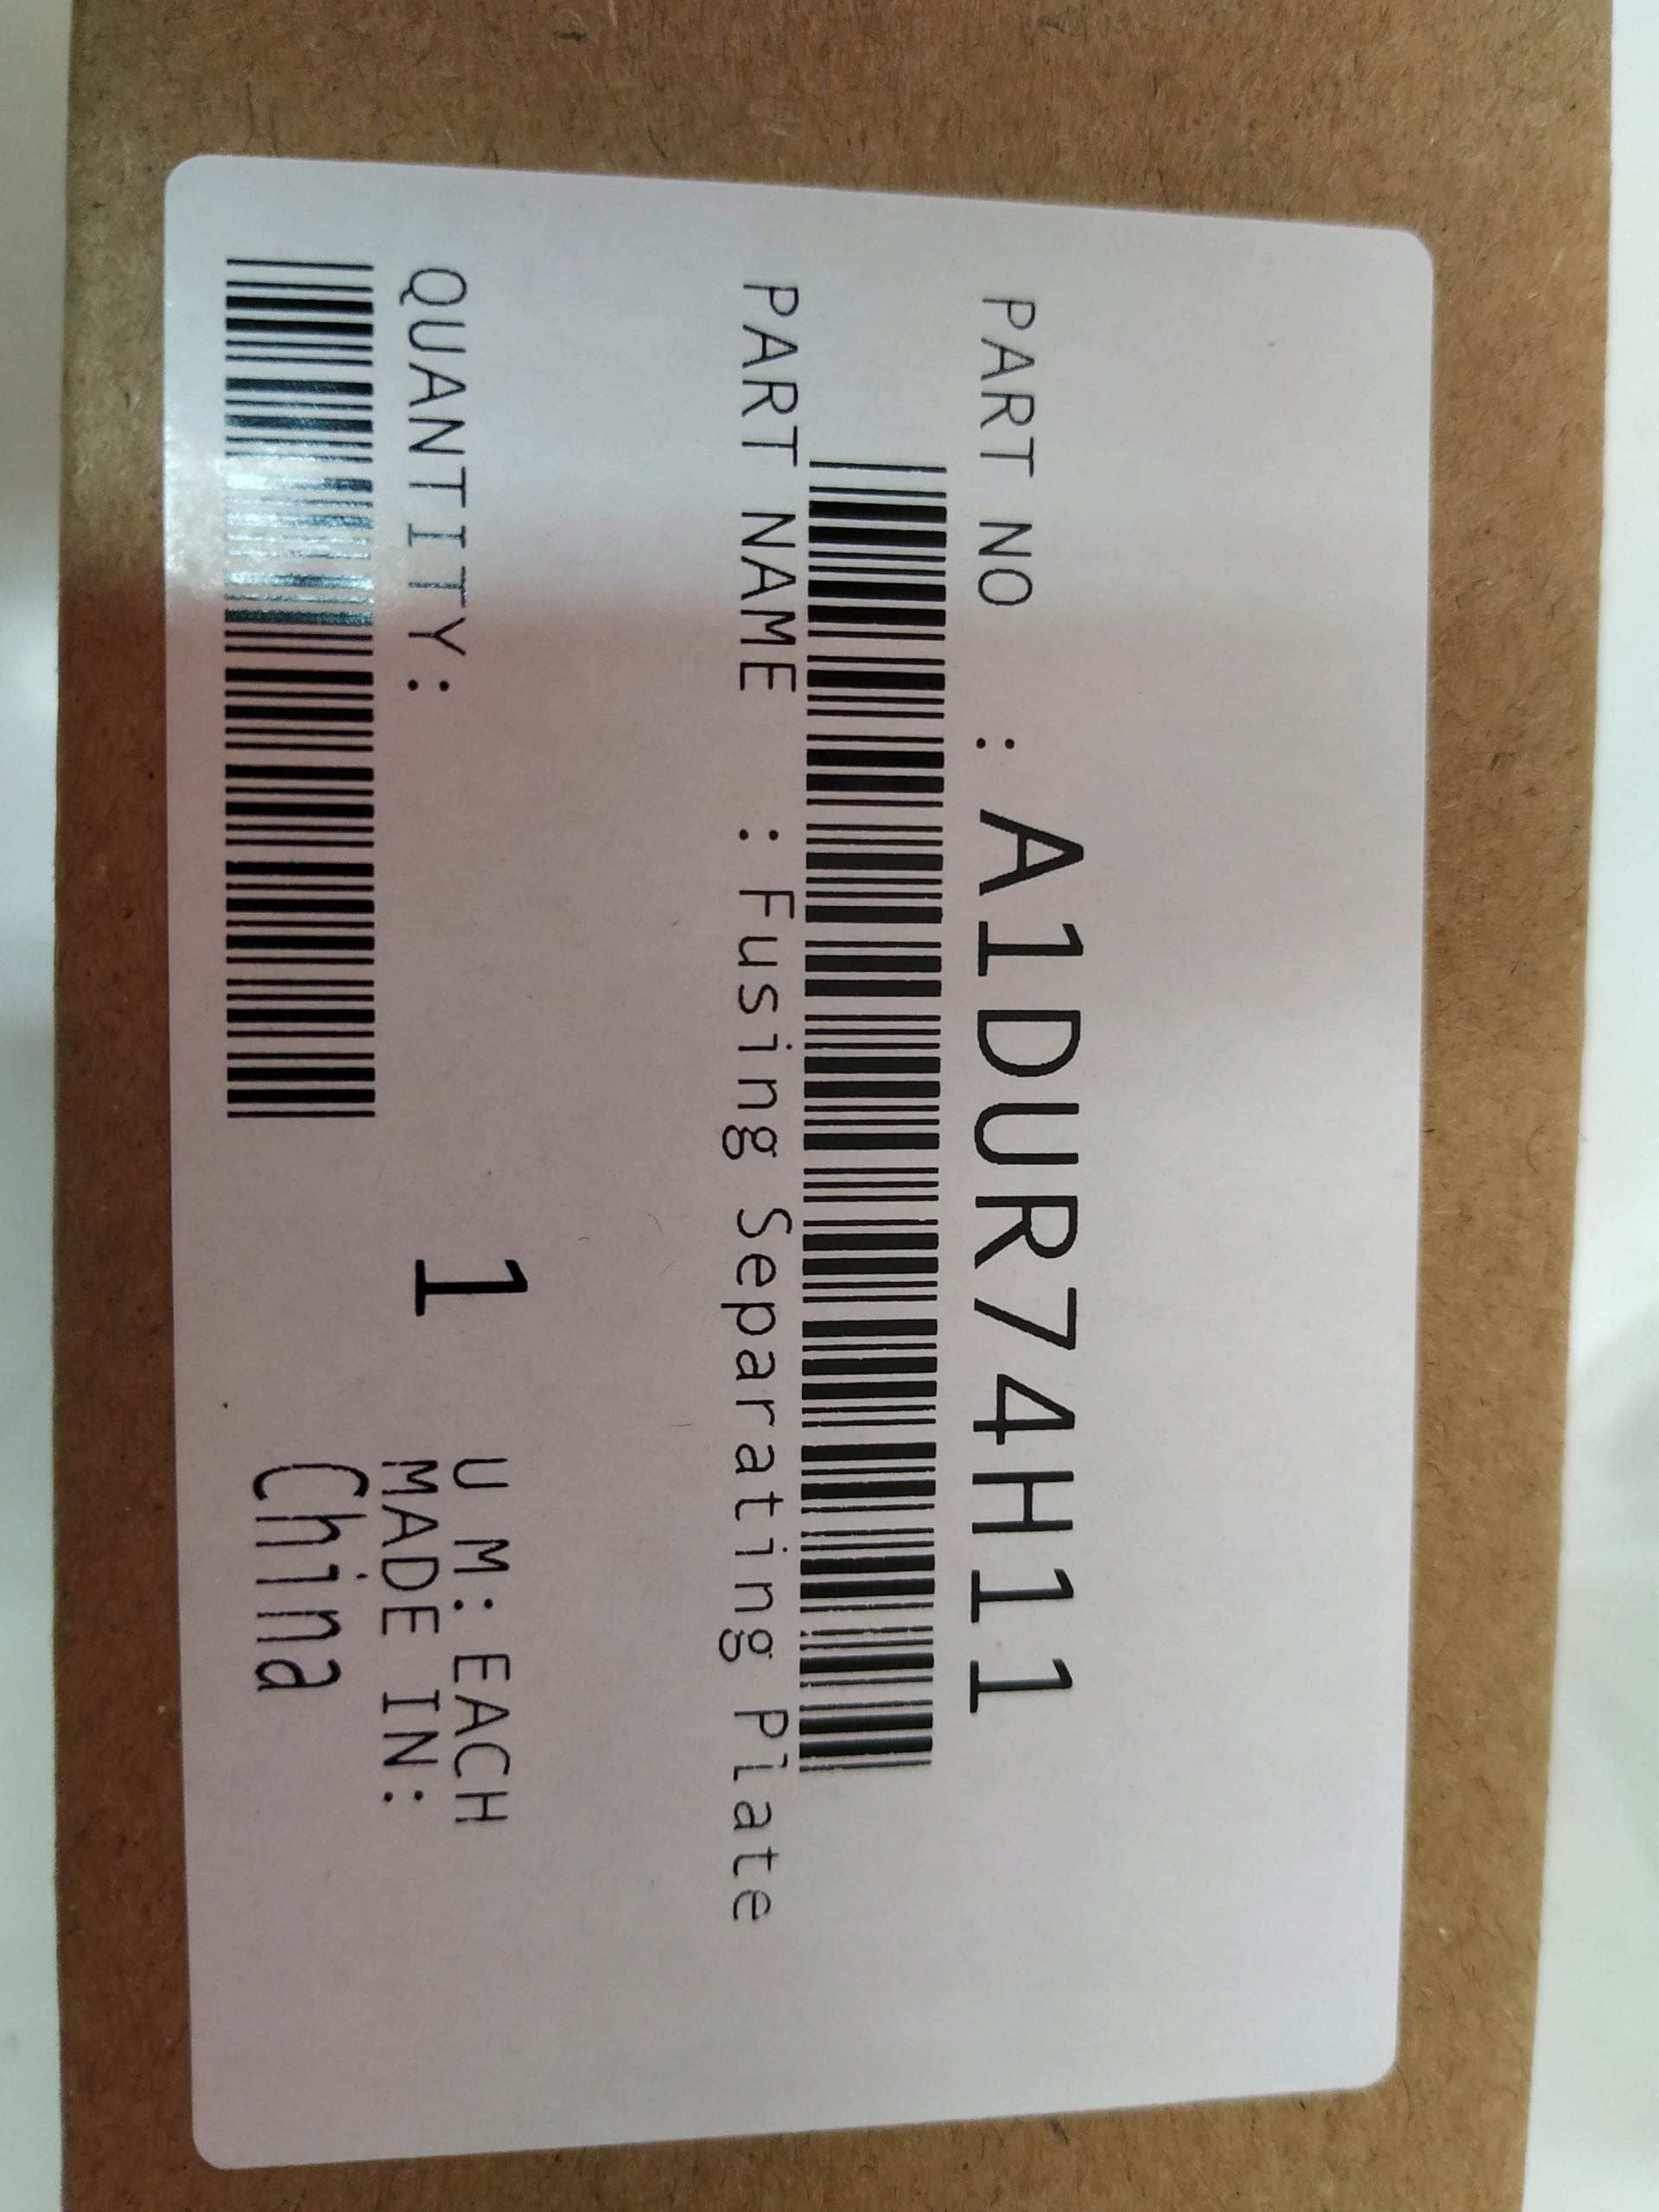 PART NO : A1DUR74H11
PART NAME : Fusing Separating Plate
QUANTITY: 1 U M: EACH
MADE IN:
China